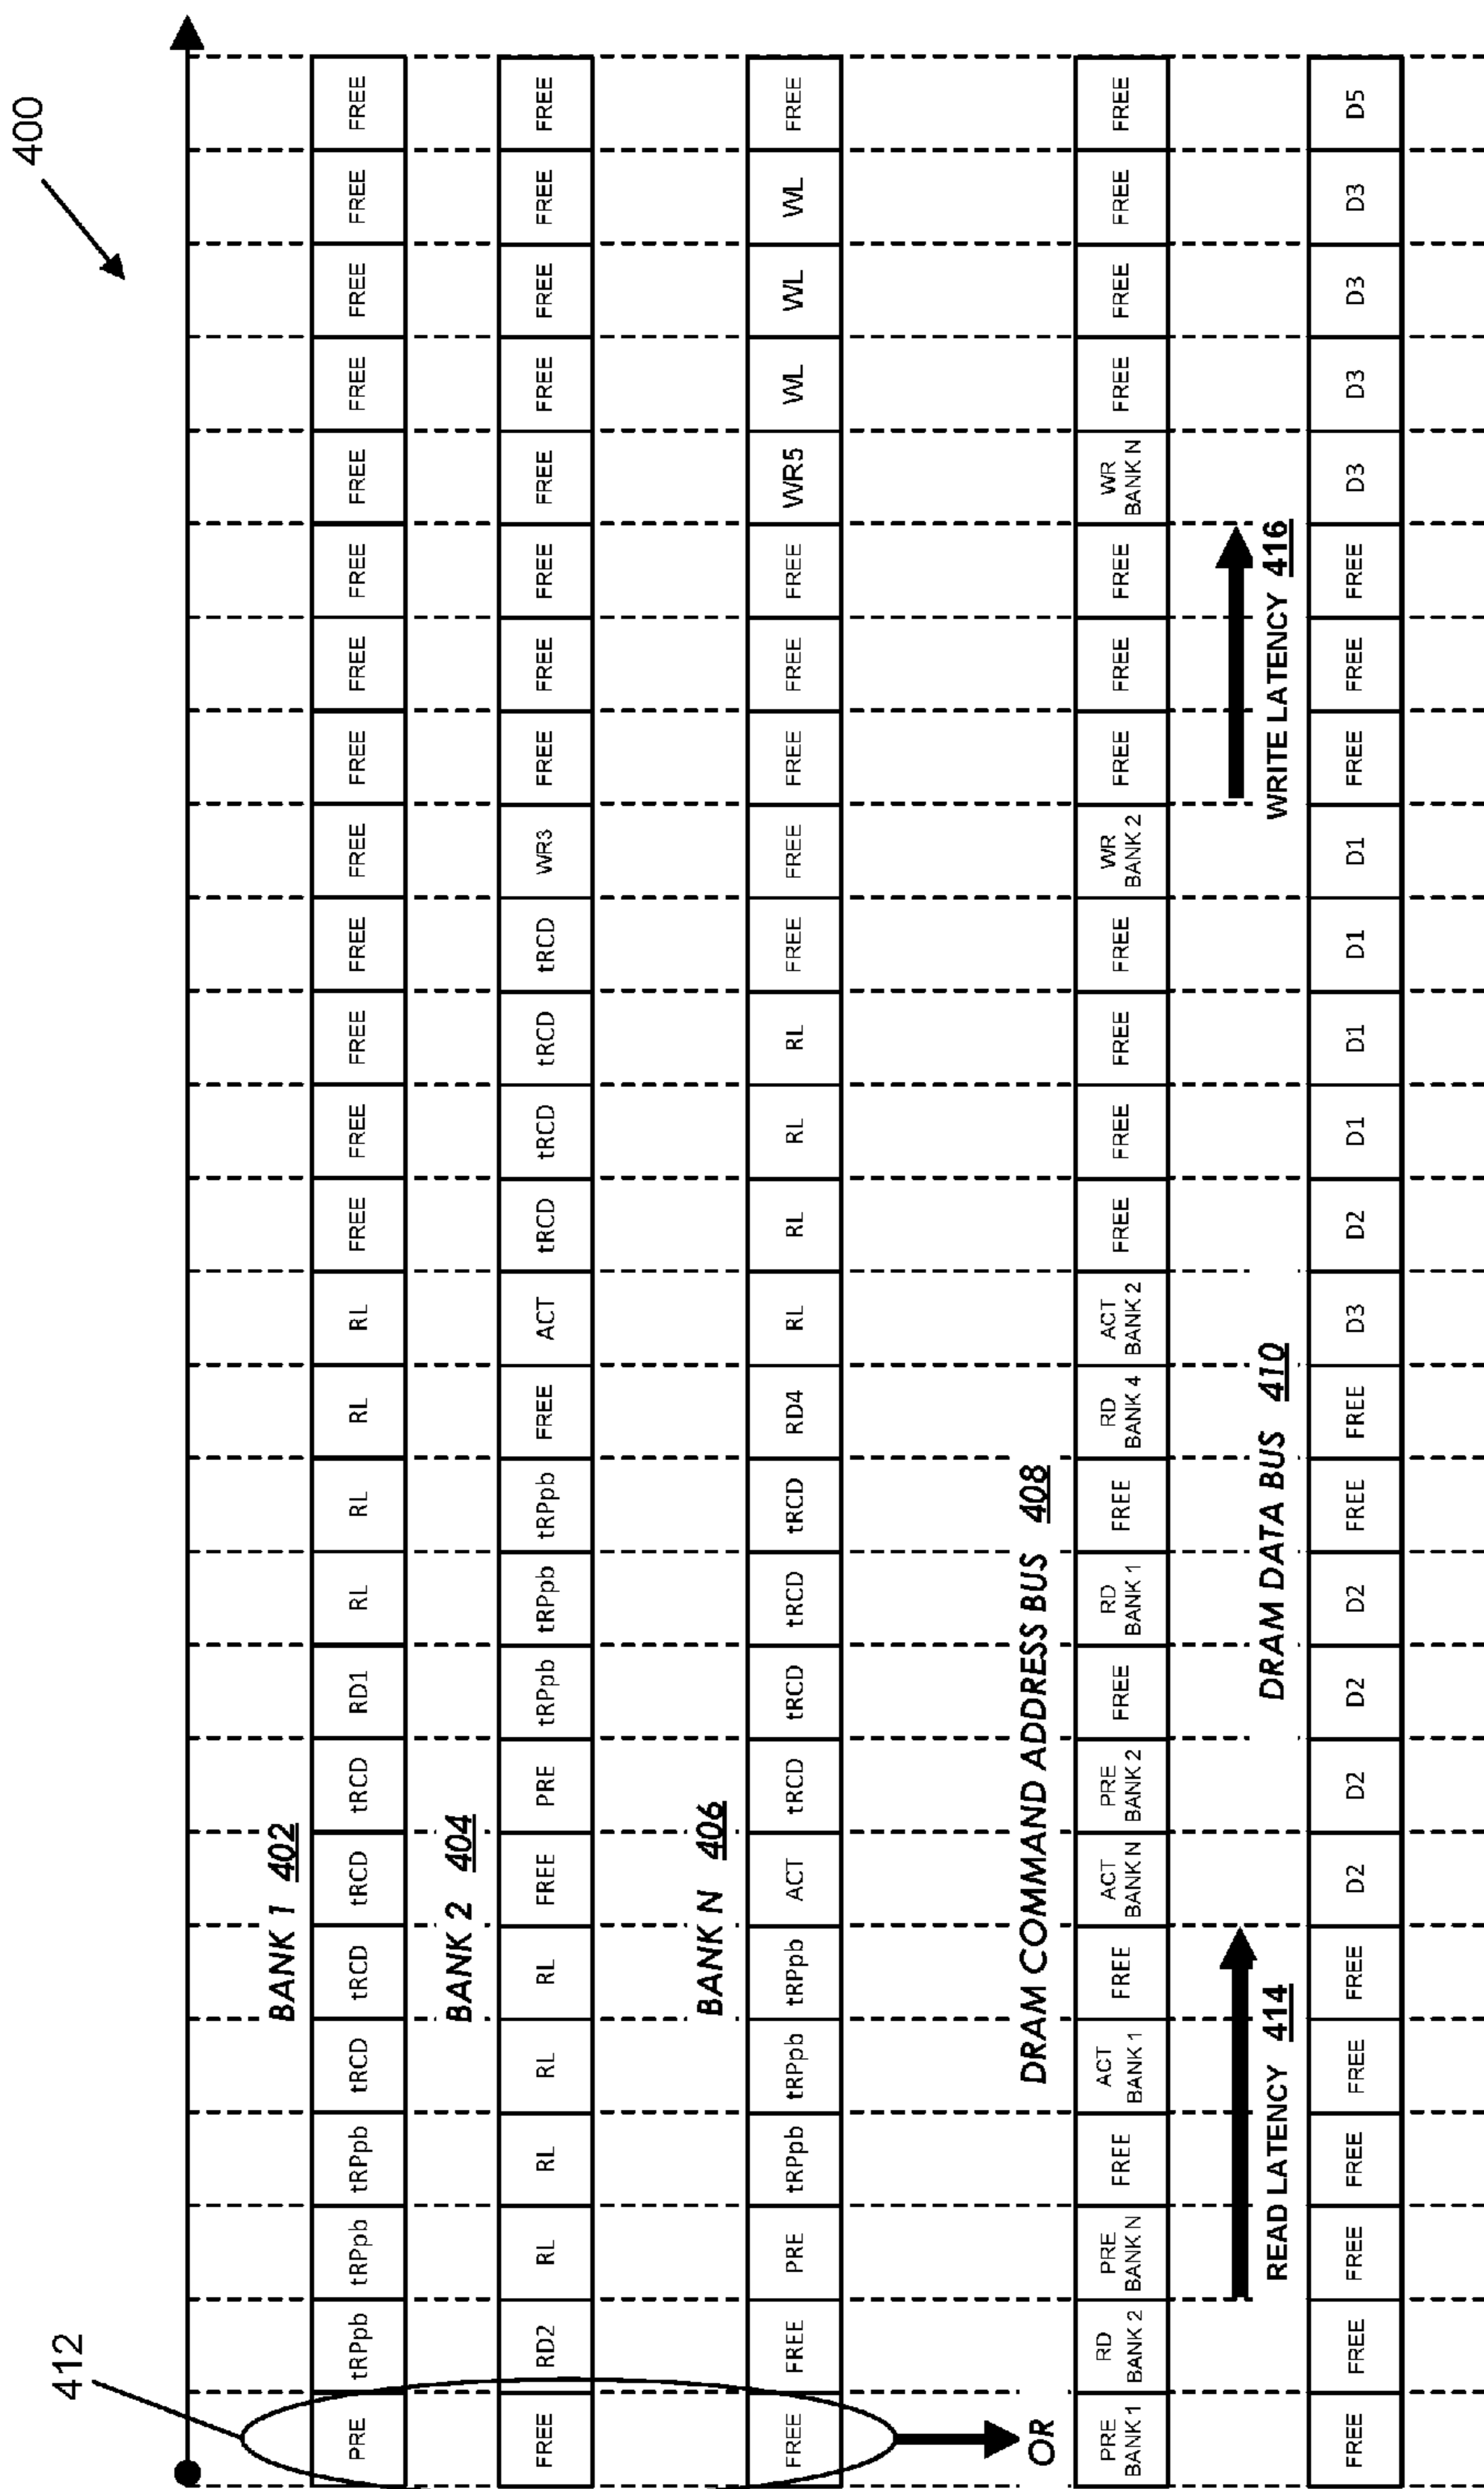 400
412
BANK 1 402
PRE tRPpb tRPpb tRPpb tRCD tRCD tRCD tRCD RD1 RL RL RL RL FREE FREE FREE FREE FREE FREE FREE FREE FREE FREE FREE FREE FREE
BANK 2 404
FREE RD2 RL RL RL RL FREE PRE tRPpb tRPpb tRPpb FREE ACT tRCD tRCD tRCD tRCD WR3 FREE FREE FREE FREE FREE FREE FREE FREE
BANK N 406
FREE FREE PRE tRPpb tRPpb tRPpb ACT tRCD tRCD tRCD tRCD RD4 RL RL RL RL FREE FREE FREE FREE FREE WR5 WL WL WL FREE
OR
DRAM COMMAND ADDRESS BUS 408
PRE BANK 1 RD BANK 2 PRE BANK N FREE ACT BANK 1 FREE ACT BANK N PRE BANK 2 FREE RD BANK 1 FREE RD BANK 4 ACT BANK 2 FREE FREE FREE FREE WR BANK 2 FREE FREE FREE WR BANK N FREE FREE FREE FREE
READ LATENCY 414
DRAM DATA BUS 410
WRITE LATENCY 416
FREE FREE FREE FREE FREE FREE D2 D2 D2 D2 FREE FREE D3 D2 D1 D1 D1 D1 FREE FREE FREE D3 D3 D3 D3 D5